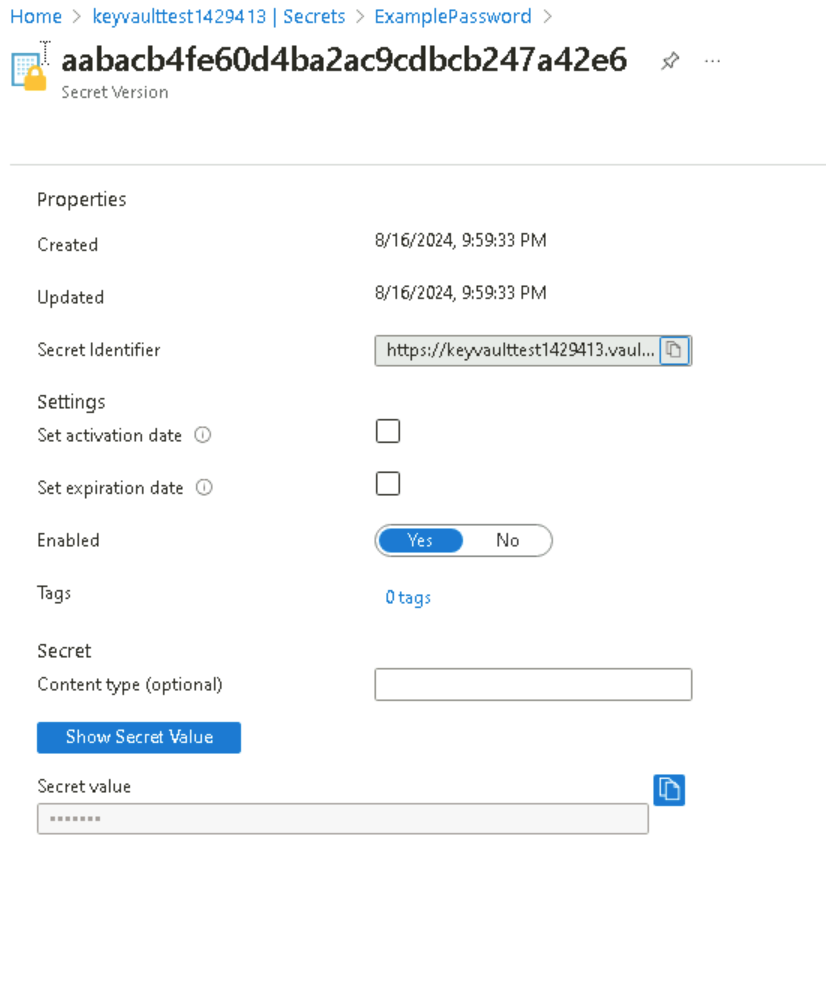 Home > keyvaulttest1429413 | Secrets > ExamplePassword >
aabacb4fe60d4ba2ac9cdbcb247a42e6 ...
Secret Version
Properties
Created 8/16/2024, 9:59:33 PM
Updated 8/16/2024, 9:59:33 PM
Secret Identifier https://keyvaulttest1429413.vaul...
Settings
Set activation date
Set expiration date
Enabled Yes No
Tags 0 tags
Secret
Content type (optional)
Show Secret Value
Secret value
•••••••